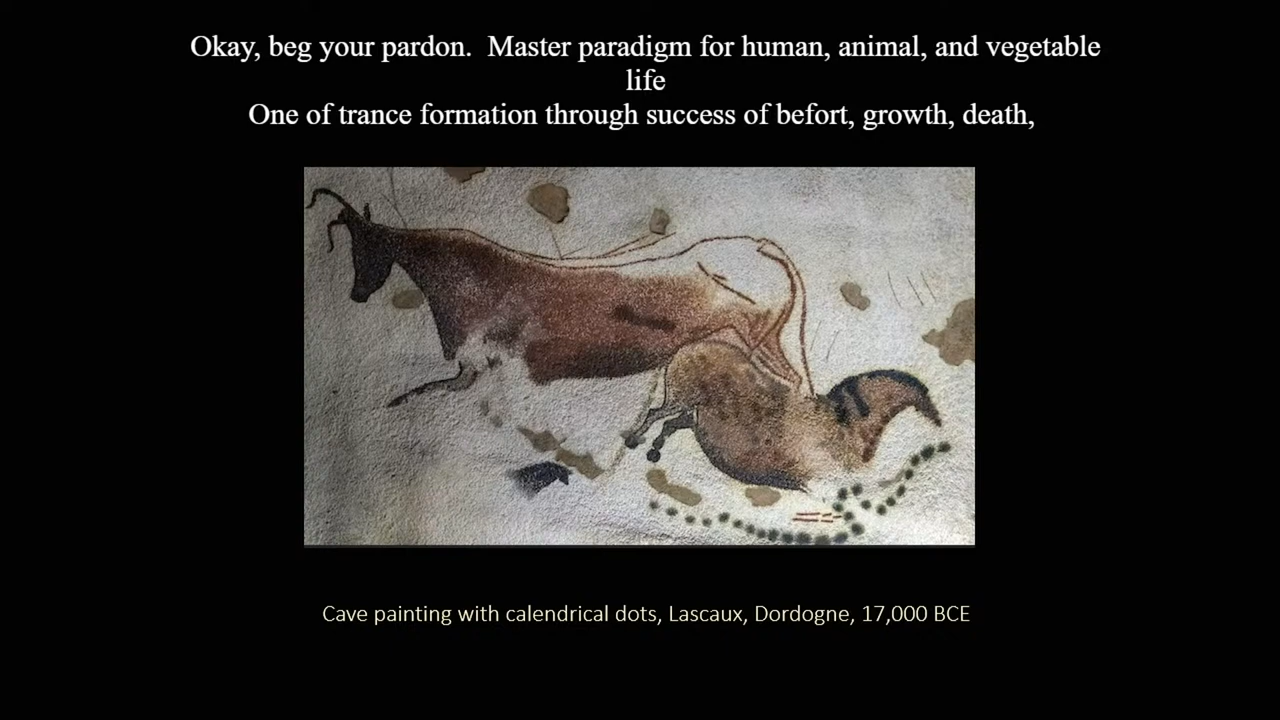 Okay, beg your pardon.  Master paradigm for human, animal, and vegetable
life
One of trance formation through success of befort, growth, death,
Cave painting with calendrical dots, Lascaux, Dordogne, 17,000 BCE